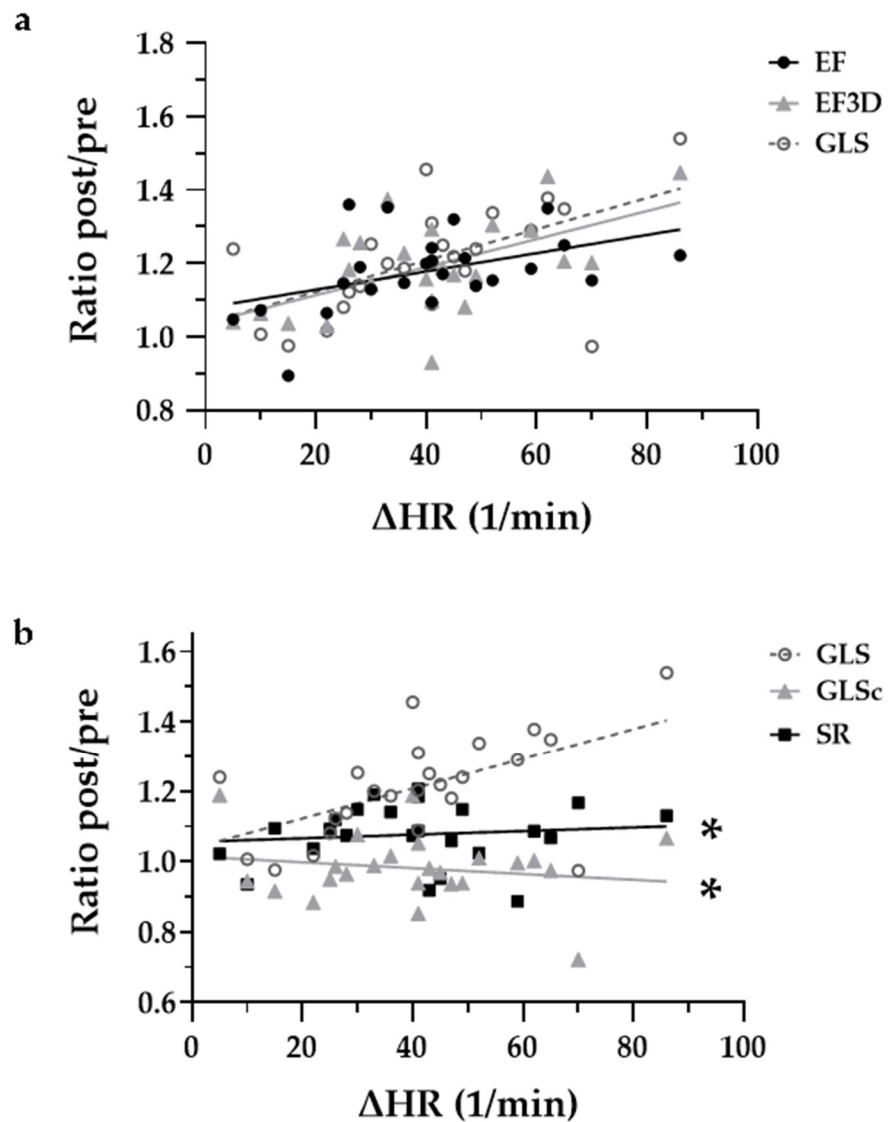 a
Ratio post/pre
1.8
1.6
1.4
1.2
1.0
0.8
0 20 40 60 80 100
ΔHR (1/min)
EF
EF3D
GLS
b
Ratio post/pre
1.6
1.4
1.2
1.0
0.8
0.6
0 20 40 60 80 100
ΔHR (1/min)
GLS
GLSc
SR
*
*